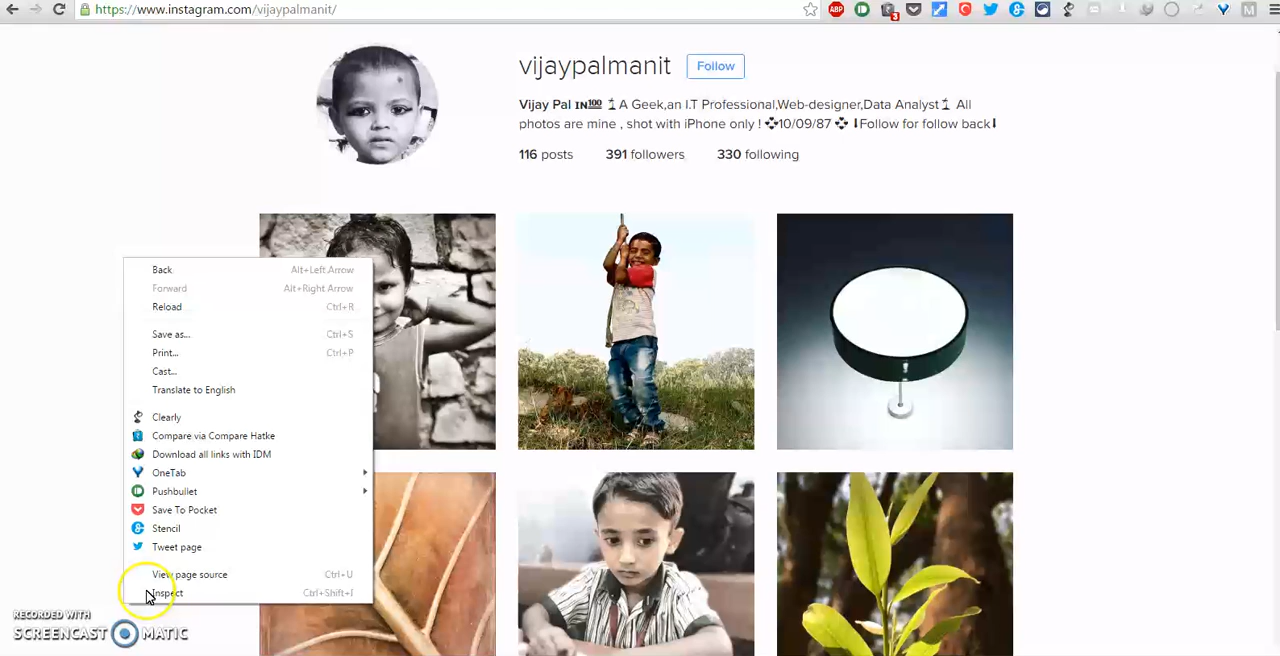 https://www.instagram.com/vijaypalmanit/
ABP
3
M
vijaypalmanit
Follow
Vijay Pal ɪɴ💯 🏝A Geek,an I.T Professional,Web-designer,Data Analyst🏝 All
photos are mine , shot with iPhone only ! 10/09/87 ⬇Follow for follow back⬇
116 posts 391 followers 330 following
Back Alt+Left Arrow
Forward Alt+Right Arrow
Reload Ctrl+R
Save as... Ctrl+S
Print... Ctrl+P
Cast...
Translate to English
Clearly
Compare via Compare Hatke
Download all links with IDM
OneTab
Pushbullet
Save To Pocket
Stencil
Tweet page
View page source Ctrl+U
Inspect Ctrl+Shift+I
RECORDED WITH
SCREENCAST MATIC